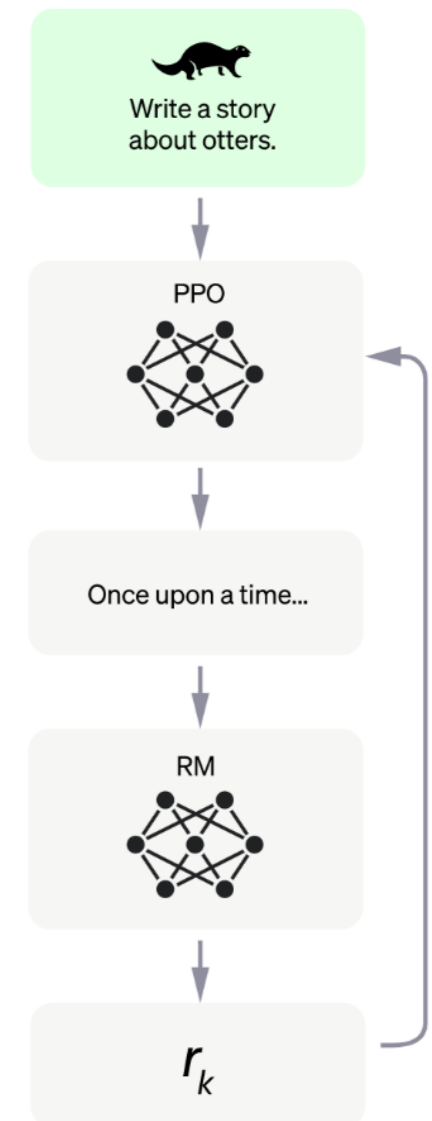 Write a story
about otters.
PPO
Once upon a time...
RM
r_k